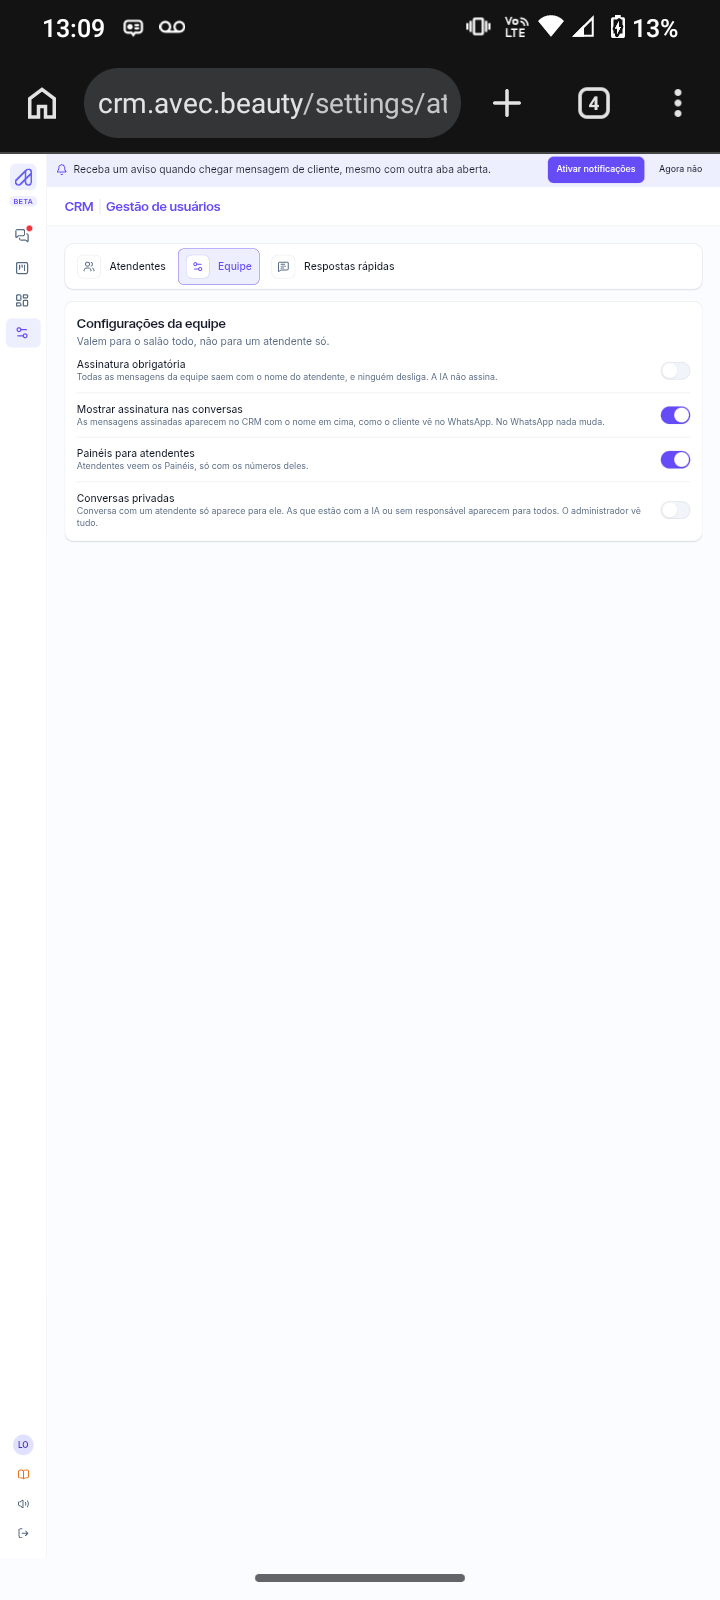 13:09
Vo)) LTE
13%
crm.avec.beauty/settings/at
4
Receba um aviso quando chegar mensagem de cliente, mesmo com outra aba aberta.
Ativar notificações
Agora não
BETA
CRM
Gestão de usuários
Atendentes
Equipe
Respostas rápidas
Configurações da equipe
Valem para o salão todo, não para um atendente só.
Assinatura obrigatória
Todas as mensagens da equipe saem com o nome do atendente, e ninguém desliga. A IA não assina.
Mostrar assinatura nas conversas
As mensagens assinadas aparecem no CRM com o nome em cima, como o cliente vê no WhatsApp. No WhatsApp nada muda.
Painéis para atendentes
Atendentes veem os Painéis, só com os números deles.
Conversas privadas
Conversa com um atendente só aparece para ele. As que estão com a IA ou sem responsável aparecem para todos. O administrador vê
tudo.
LO